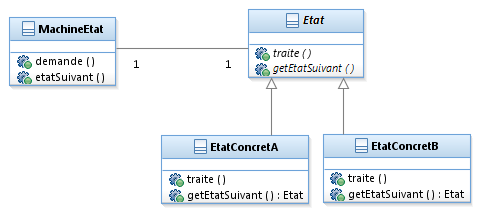 MachineEtat
demande ( )
etatSuivant ( )
1
1
Etat
traite ( )
getEtatSuivant ( )
EtatConcretA
traite ( )
getEtatSuivant ( ) : Etat
EtatConcretB
traite ( )
getEtatSuivant ( ) : Etat